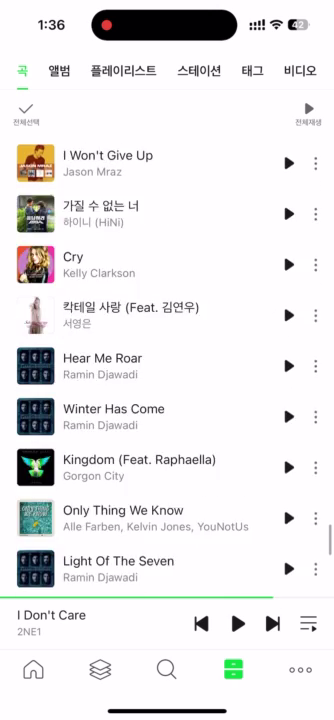 1:36
42
곡 앨범 플레이리스트 스테이션 태그 비디오
전체선택 전체재생
I Won't Give Up
Jason Mraz
가질 수 없는 너
하이니 (HiNi)
Cry
Kelly Clarkson
칵테일 사랑 (Feat. 김연우)
서영은
Hear Me Roar
Ramin Djawadi
Winter Has Come
Ramin Djawadi
Kingdom (Feat. Raphaella)
Gorgon City
Only Thing We Know
Alle Farben, Kelvin Jones, YouNotUs
Light Of The Seven
Ramin Djawadi
I Don't Care
2NE1